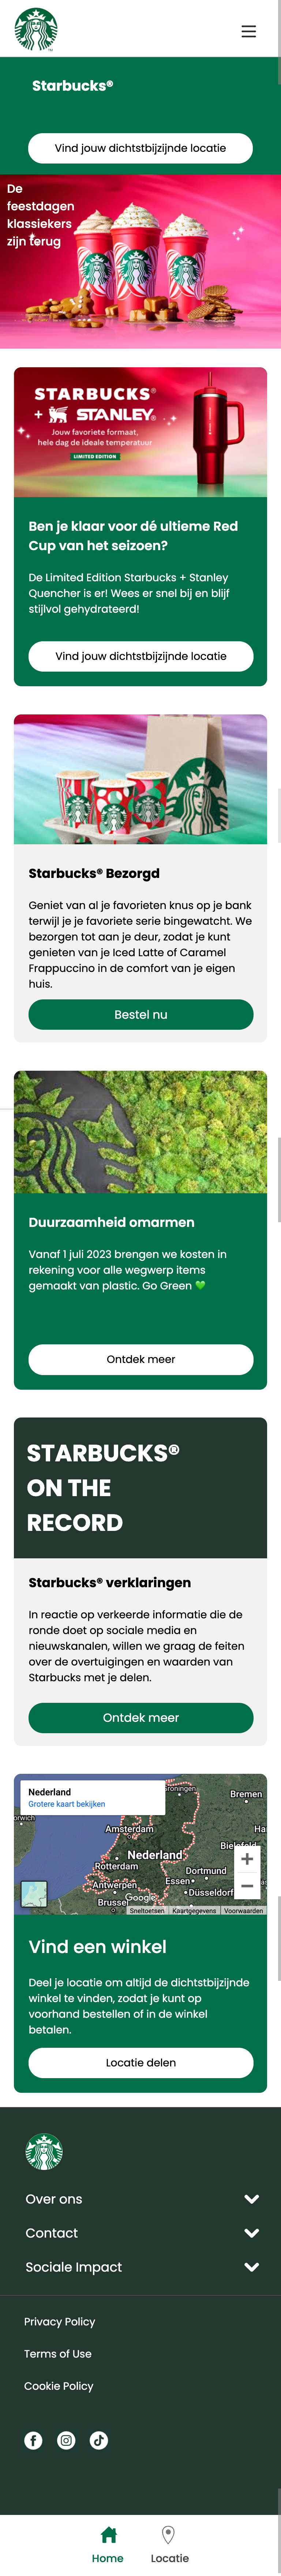 Starbucks®
Vind jouw dichtstbijzijnde locatie
De
feestdagen
klassiekers
zijn terug
STARBUCKS®
+ STANLEY®
Jouw favoriete formaat,
hele dag de ideale temperatuur
LIMITED EDITION
Ben je klaar voor dé ultieme Red
Cup van het seizoen?
De Limited Edition Starbucks + Stanley
Quencher is er! Wees er snel bij en blijf
stijlvol gehydrateerd!
Vind jouw dichtstbijzijnde locatie
Starbucks® Bezorgd
Geniet van al je favorieten knus op je bank
terwijl je je favoriete serie bingewatcht. We
bezorgen tot aan je deur, zodat je kunt
genieten van je Iced Latte of Caramel
Frappuccino in de comfort van je eigen
huis.
Bestel nu
Duurzaamheid omarmen
Vanaf 1 juli 2023 brengen we kosten in
rekening voor alle wegwerp items
gemaakt van plastic. Go Green 💚
Ontdek meer
STARBUCKS®
ON THE
RECORD
Starbucks® verklaringen
In reactie op verkeerde informatie die de
ronde doet op sociale media en
nieuwskanalen, willen we graag de feiten
over de overtuigingen en waarden van
Starbucks met je delen.
Ontdek meer
Nederland
Grotere kaart bekijken
Groningen
Bremen
orwich
Amsterdam
Ha
Bielefeld
Nederland
Rotterdam
Dortmund
Essen
Antwerpen
Düsseldorf
Brussel
Google
Sneltoetsen
Kaartgegevens
Voorwaarden
Vind een winkel
Deel je locatie om altijd de dichtstbijzijnde
winkel te vinden, zodat je kunt op
voorhand bestellen of in de winkel
betalen.
Locatie delen
Over ons
Contact
Sociale Impact
Privacy Policy
Terms of Use
Cookie Policy
Home
Locatie